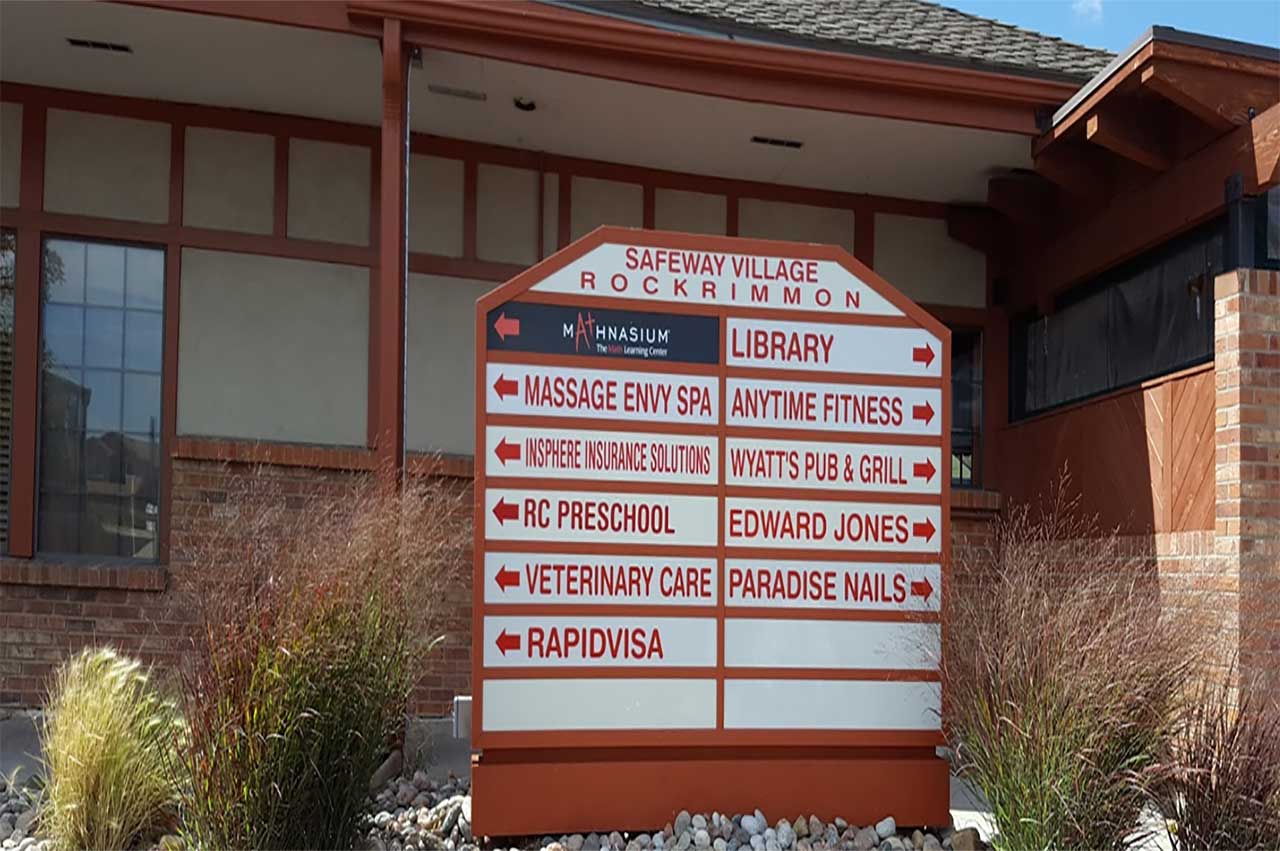 SAFEWAY VILLAGE
ROCKRIMMON
MATHNASIUM
The Math Learning Center
MASSAGE ENVY SPA
INSPHERE INSURANCE SOLUTIONS
RC PRESCHOOL
VETERINARY CARE
RAPIDVISA
LIBRARY
ANYTIME FITNESS
WYATT'S PUB & GRILL
EDWARD JONES
PARADISE NAILS